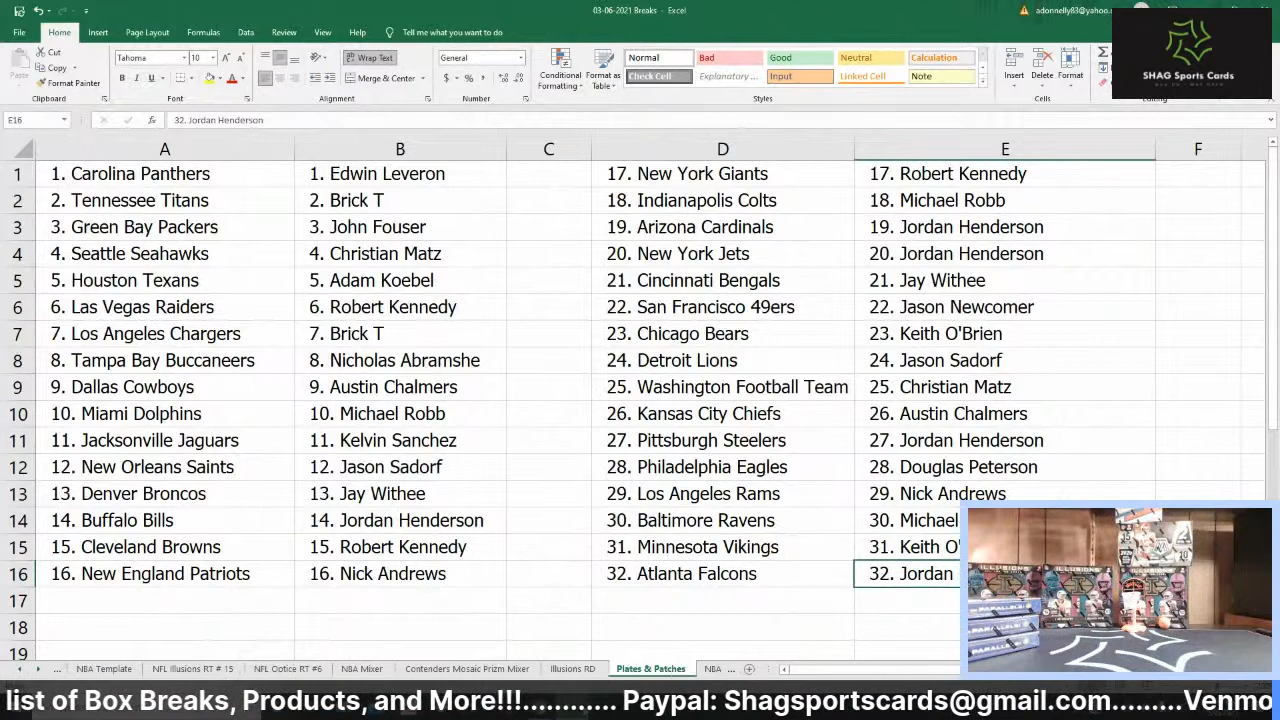 03-06-2021 Breaks - Excel
adonnelly83@yahoo.c
File Home Insert Page Layout Formulas Data Review View Help Tell me what you want to do
Cut
Copy
Format Painter
Paste
Clipboard
Tahoma 10
B I U
Font
Wrap Text
Merge & Center
Alignment
General
Number
Conditional Formatting
Format as Table
Normal Bad Good Neutral Calculation
Check Cell Explanatory... Input Linked Cell Note
Styles
Insert Delete Format
Cells
SHAG Sports Cards
E16 32. Jordan Henderson
A B C D E F
1 1. Carolina Panthers 1. Edwin Leveron 17. New York Giants 17. Robert Kennedy
2 2. Tennessee Titans 2. Brick T 18. Indianapolis Colts 18. Michael Robb
3 3. Green Bay Packers 3. John Fouser 19. Arizona Cardinals 19. Jordan Henderson
4 4. Seattle Seahawks 4. Christian Matz 20. New York Jets 20. Jordan Henderson
5 5. Houston Texans 5. Adam Koebel 21. Cincinnati Bengals 21. Jay Withee
6 6. Las Vegas Raiders 6. Robert Kennedy 22. San Francisco 49ers 22. Jason Newcomer
7 7. Los Angeles Chargers 7. Brick T 23. Chicago Bears 23. Keith O'Brien
8 8. Tampa Bay Buccaneers 8. Nicholas Abramshe 24. Detroit Lions 24. Jason Sadorf
9 9. Dallas Cowboys 9. Austin Chalmers 25. Washington Football Team 25. Christian Matz
10 10. Miami Dolphins 10. Michael Robb 26. Kansas City Chiefs 26. Austin Chalmers
11 11. Jacksonville Jaguars 11. Kelvin Sanchez 27. Pittsburgh Steelers 27. Jordan Henderson
12 12. New Orleans Saints 12. Jason Sadorf 28. Philadelphia Eagles 28. Douglas Peterson
13 13. Denver Broncos 13. Jay Withee 29. Los Angeles Rams 29. Nick Andrews
14 14. Buffalo Bills 14. Jordan Henderson 30. Baltimore Ravens 30. Michael
15 15. Cleveland Browns 15. Robert Kennedy 31. Minnesota Vikings 31. Keith O'
16 16. New England Patriots 16. Nick Andrews 32. Atlanta Falcons 32. Jordan
17
18
19
ILLUSIONS ILLUSIONS
PARALLELS
... NBA Template NFL Illusions RT # 15 NFL Optice RT #6 NBA Mixer Contenders Mosaic Prizm Mixer Illusions RD Plates & Patches NBA ...
list of Box Breaks, Products, and More!!!............ Paypal: Shagsportscards@gmail.com.........Venmo